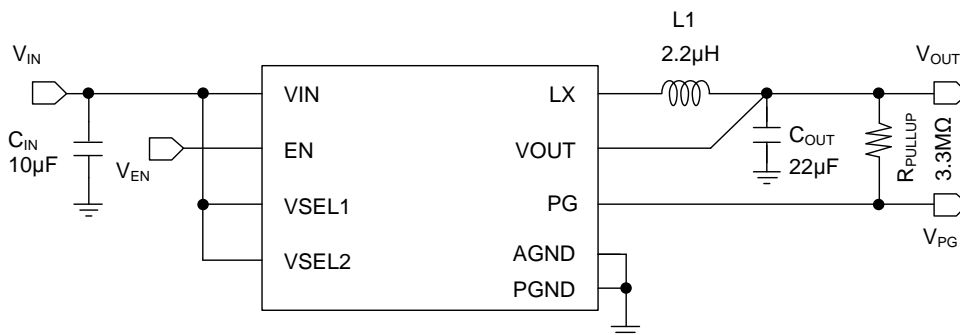 L1
2.2µH
VIN
VOUT
CIN
10µF
VEN
VIN
EN
VSEL1
VSEL2
LX
VOUT
PG
AGND
PGND
COUT
22µF
RPULLUP
3.3MΩ
VPG